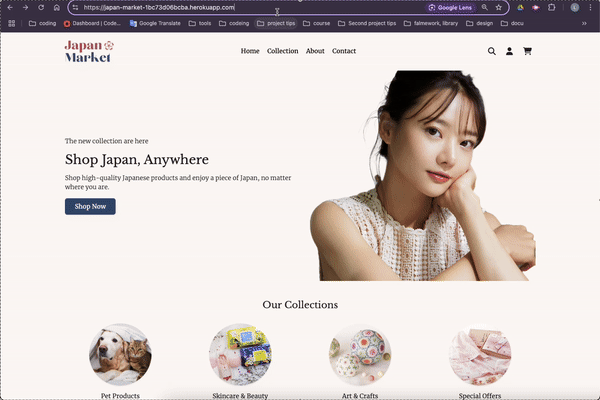 https://japan-market-1bc73d06bcba.herokuapp.com
Google Lens
coding
Dashboard | Code...
Google Translate
tools
codeing
project tips
course
Second project tips
falmework, library
design
docu
Japan
Market
Home
Collection
About
Contact
The new collection are here
Shop Japan, Anywhere
Shop high-quality Japanese products and enjoy a piece of Japan, no matter
where you are.
Shop Now
Our Collections
Pet Products
Skincare & Beauty
Art & Crafts
Special Offers